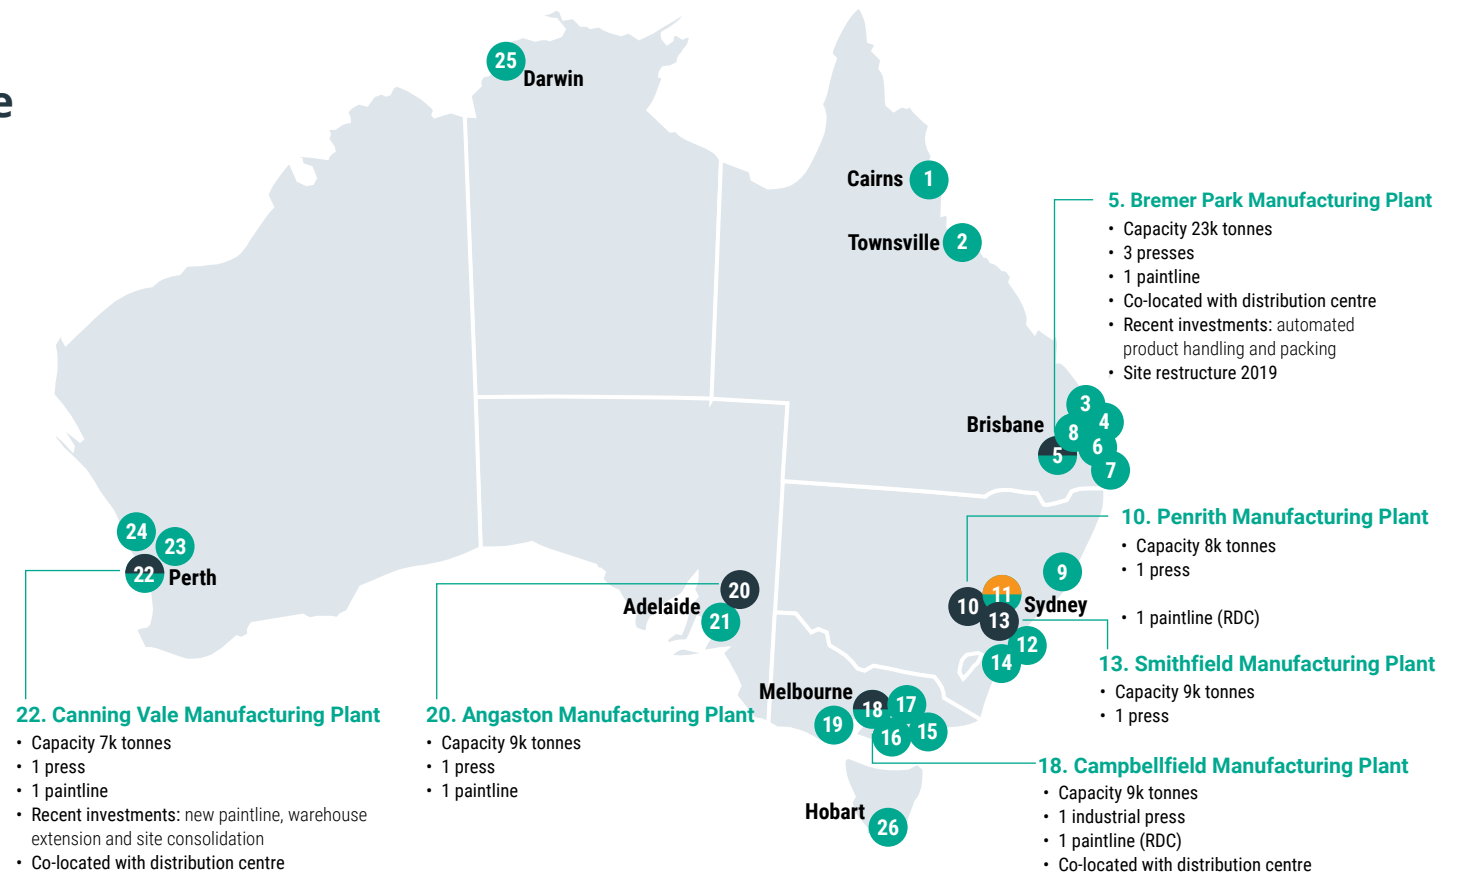 e
25
Darwin
Cairns
1
Townsville
2
5. Bremer Park Manufacturing Plant
• Capacity 23k tonnes
• 3 presses
• 1 paintline
• Co-located with distribution centre
• Recent investments: automated
product handling and packing
• Site restructure 2019
Brisbane
3
4
8
6
5
7
24
23
22
Perth
10. Penrith Manufacturing Plant
• Capacity 8k tonnes
• 1 press
• 1 paintline (RDC)
9
11
10
Sydney
13
12
14
Adelaide
20
21
13. Smithfield Manufacturing Plant
• Capacity 9k tonnes
• 1 press
Melbourne
18
17
19
16
15
22. Canning Vale Manufacturing Plant
• Capacity 7k tonnes
• 1 press
• 1 paintline
• Recent investments: new paintline, warehouse
extension and site consolidation
• Co-located with distribution centre
20. Angaston Manufacturing Plant
• Capacity 9k tonnes
• 1 press
• 1 paintline
18. Campbellfield Manufacturing Plant
• Capacity 9k tonnes
• 1 industrial press
• 1 paintline (RDC)
• Co-located with distribution centre
Hobart
26